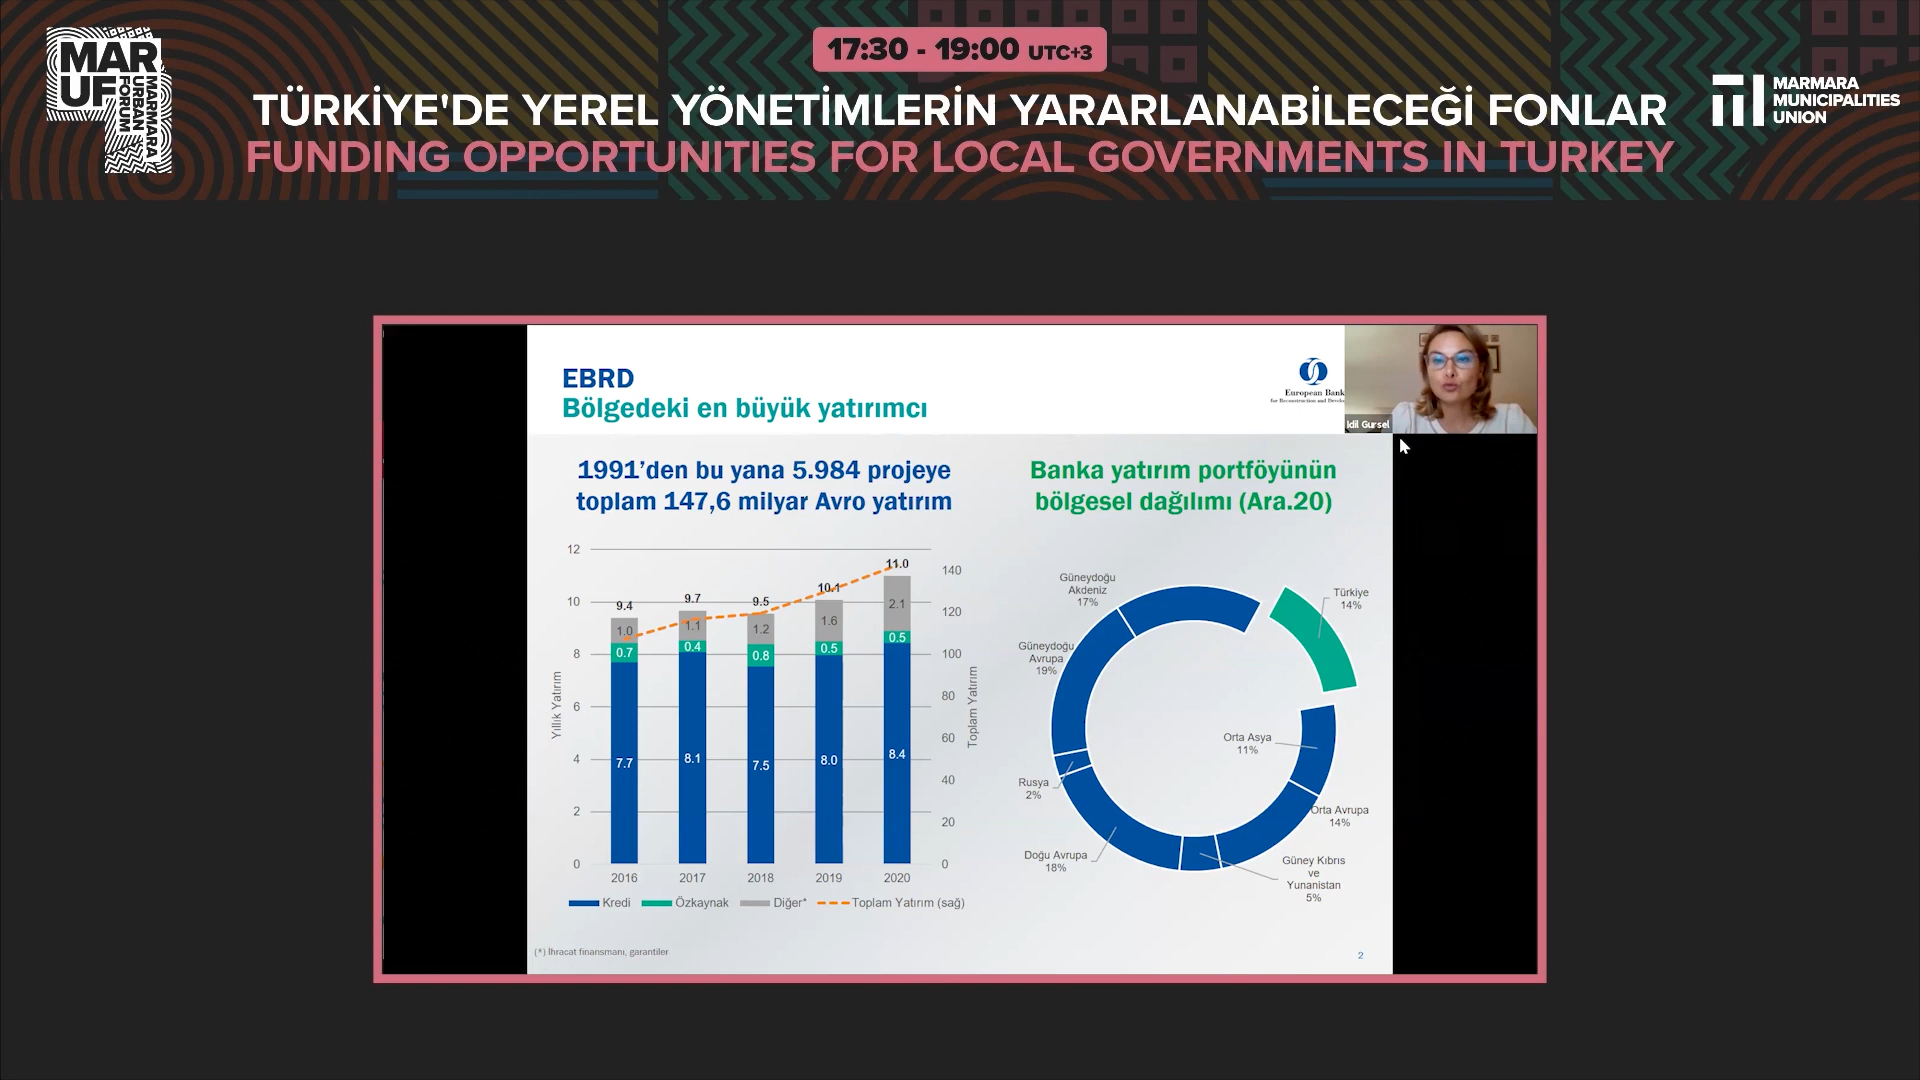 MAR
UF
URBAN
FORUM
MARMARA
17:30 - 19:00 UTC+3
TÜRKİYE'DE YEREL YÖNETİMLERİN YARARLANABİLECEĞİ FONLAR
FUNDING OPPORTUNITIES FOR LOCAL GOVERNMENTS IN TURKEY
MARMARA
MUNICIPALITIES
UNION
EBRD
Bölgedeki en büyük yatırımcı
European Bank
for Reconstruction and Develo
Idil Gursel
1991’den bu yana 5.984 projeye
toplam 147,6 milyar Avro yatırım
12
10
8
6
4
2
0
Yıllık Yatırım
9.4
1.0
0.7
7.7
9.7
1.1
0.4
8.1
9.5
1.2
0.8
7.5
10.1
1.6
0.5
8.0
11.0
2.1
0.5
8.4
140
120
100
80
60
40
20
0
Toplam Yatırım
2016 2017 2018 2019 2020
Kredi Özkaynak Diğer* Toplam Yatırım (sağ)
(*) İhracat finansmanı, garantiler
Banka yatırım portföyünün
bölgesel dağılımı (Ara.20)
Güneydoğu
Akdeniz
17%
Türkiye
14%
Güneydoğu
Avrupa
19%
Orta Asya
11%
Rusya
2%
Orta Avrupa
14%
Doğu Avrupa
18%
Güney Kıbrıs
ve
Yunanistan
5%
2